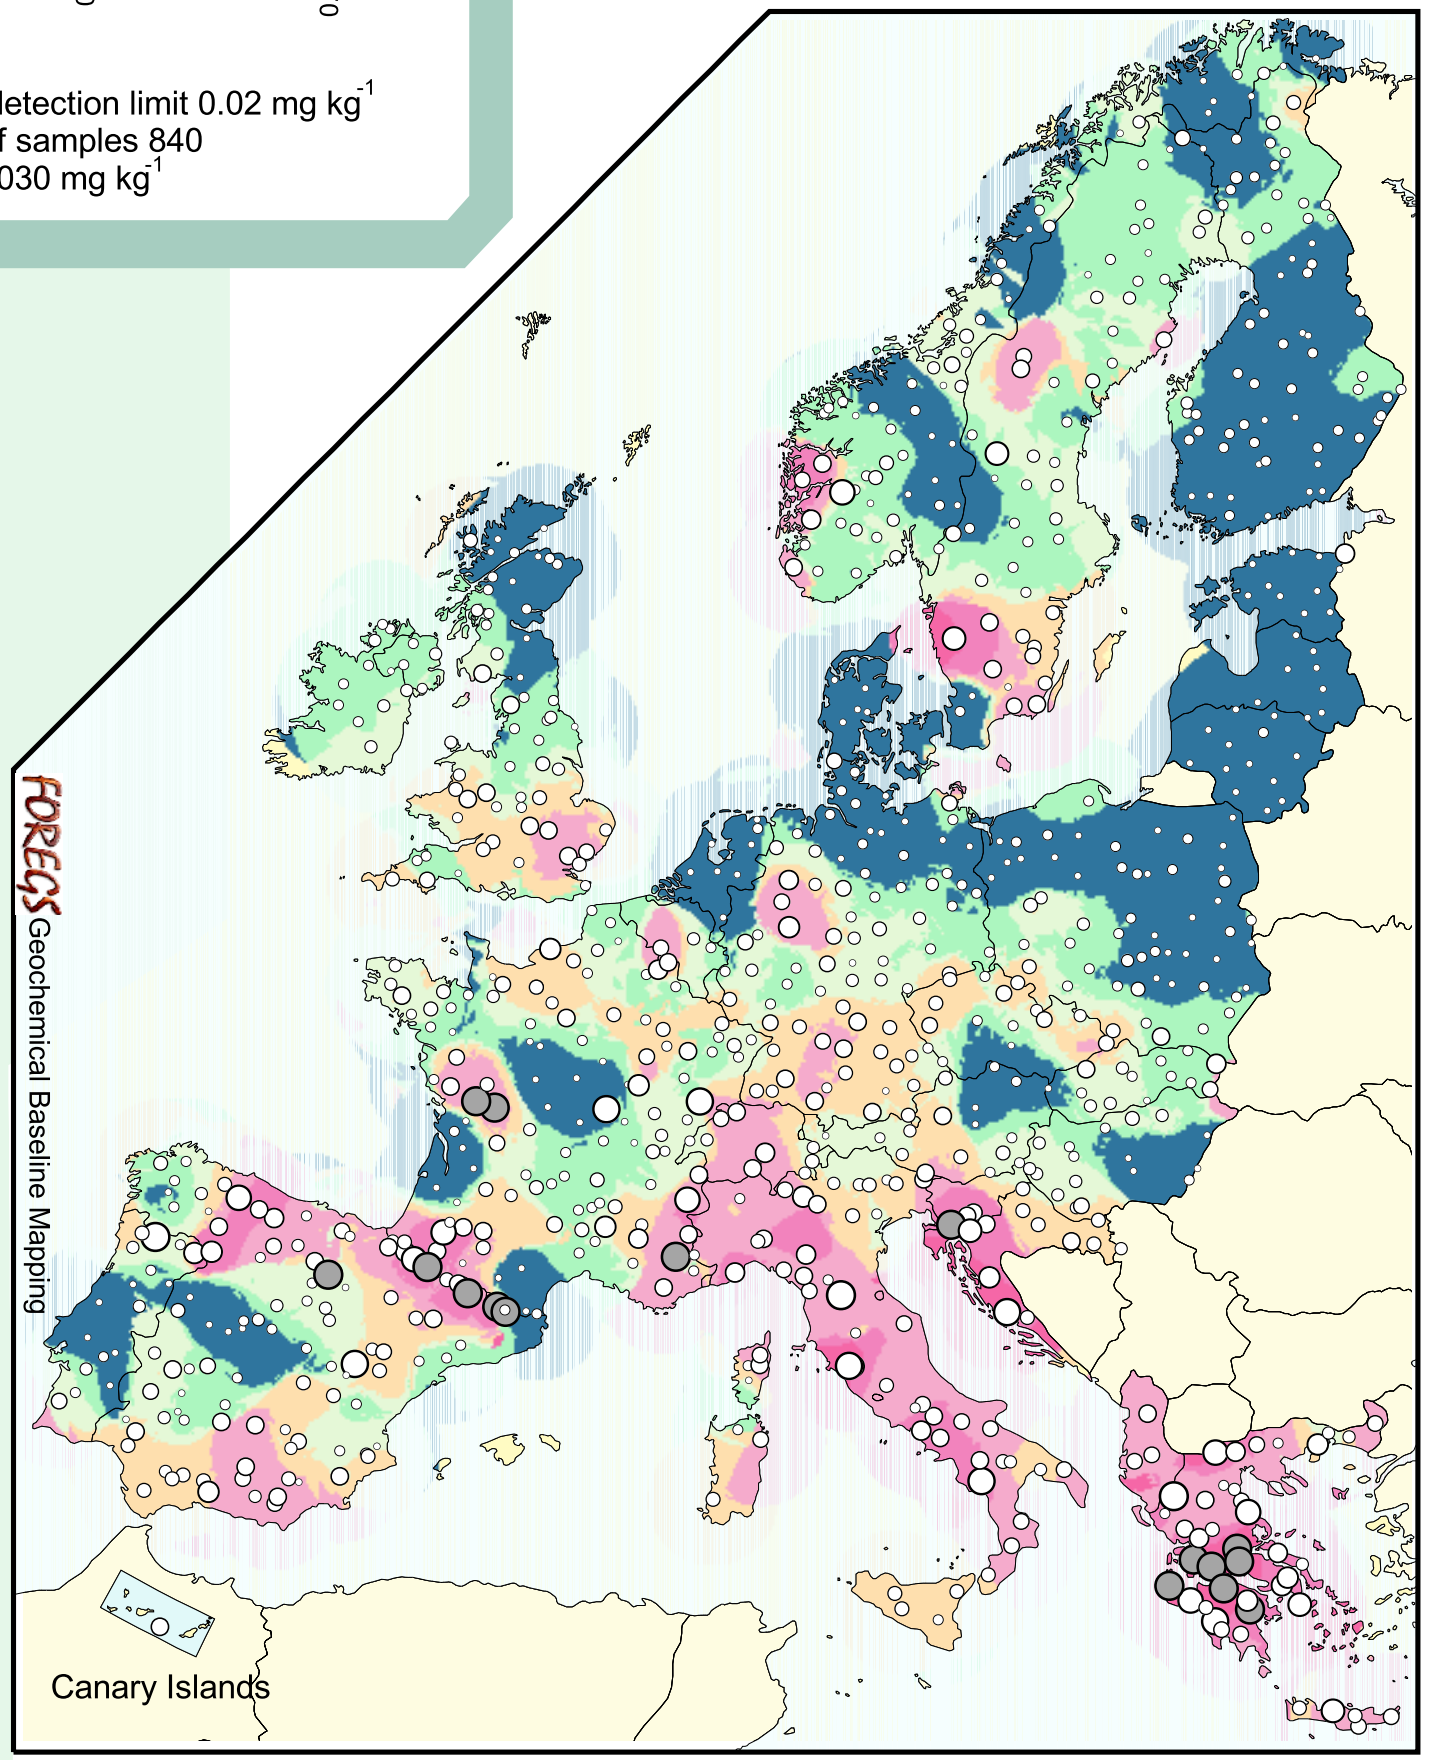 detection limit 0.02 mg kg-1
f samples 840
030 mg kg-1
FOREGS Geochemical Baseline Mapping
Canary Islands